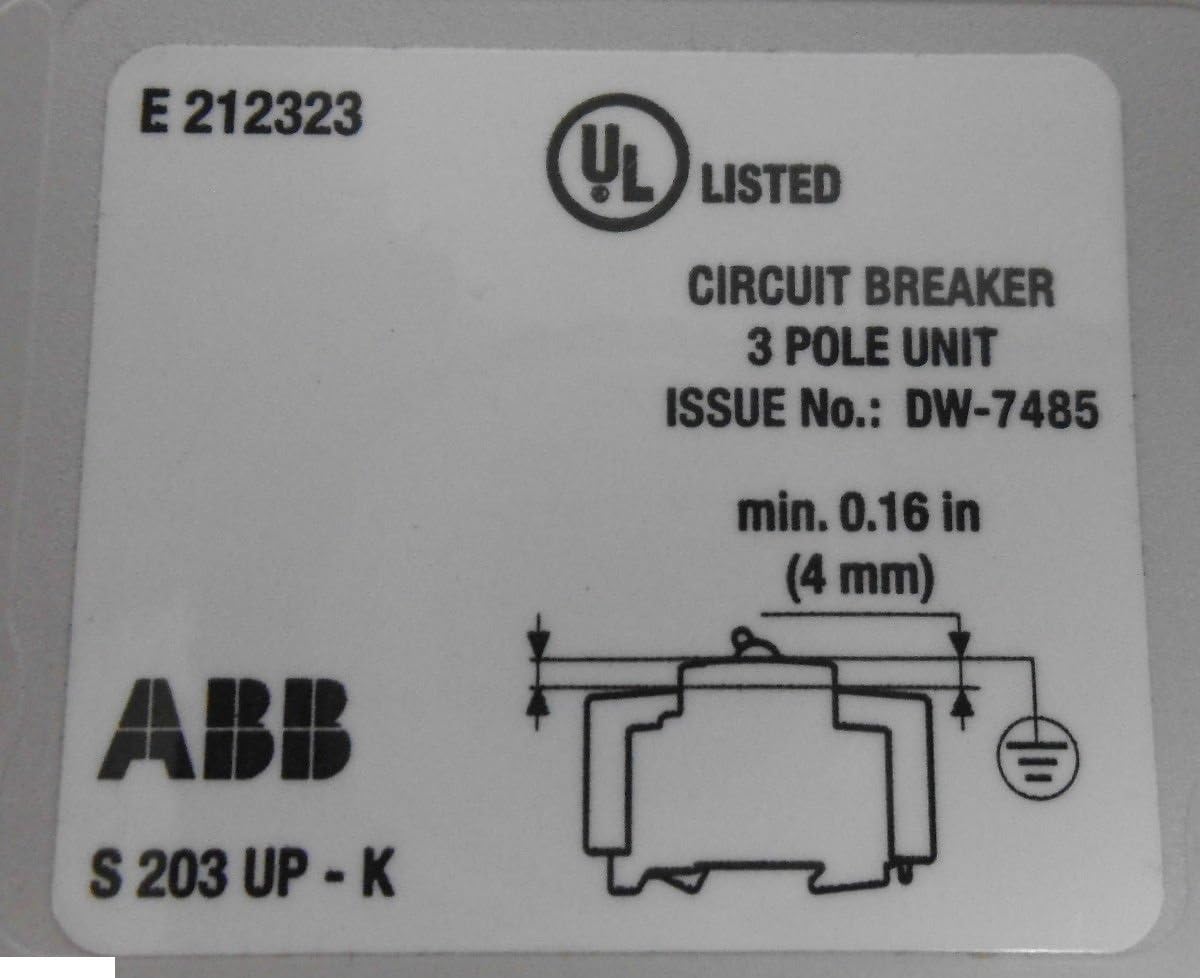 E 212323
UL LISTED
CIRCUIT BREAKER
3 POLE UNIT
ISSUE No.: DW-7485
min. 0.16 in
(4 mm)
ABB
S 203 UP - K